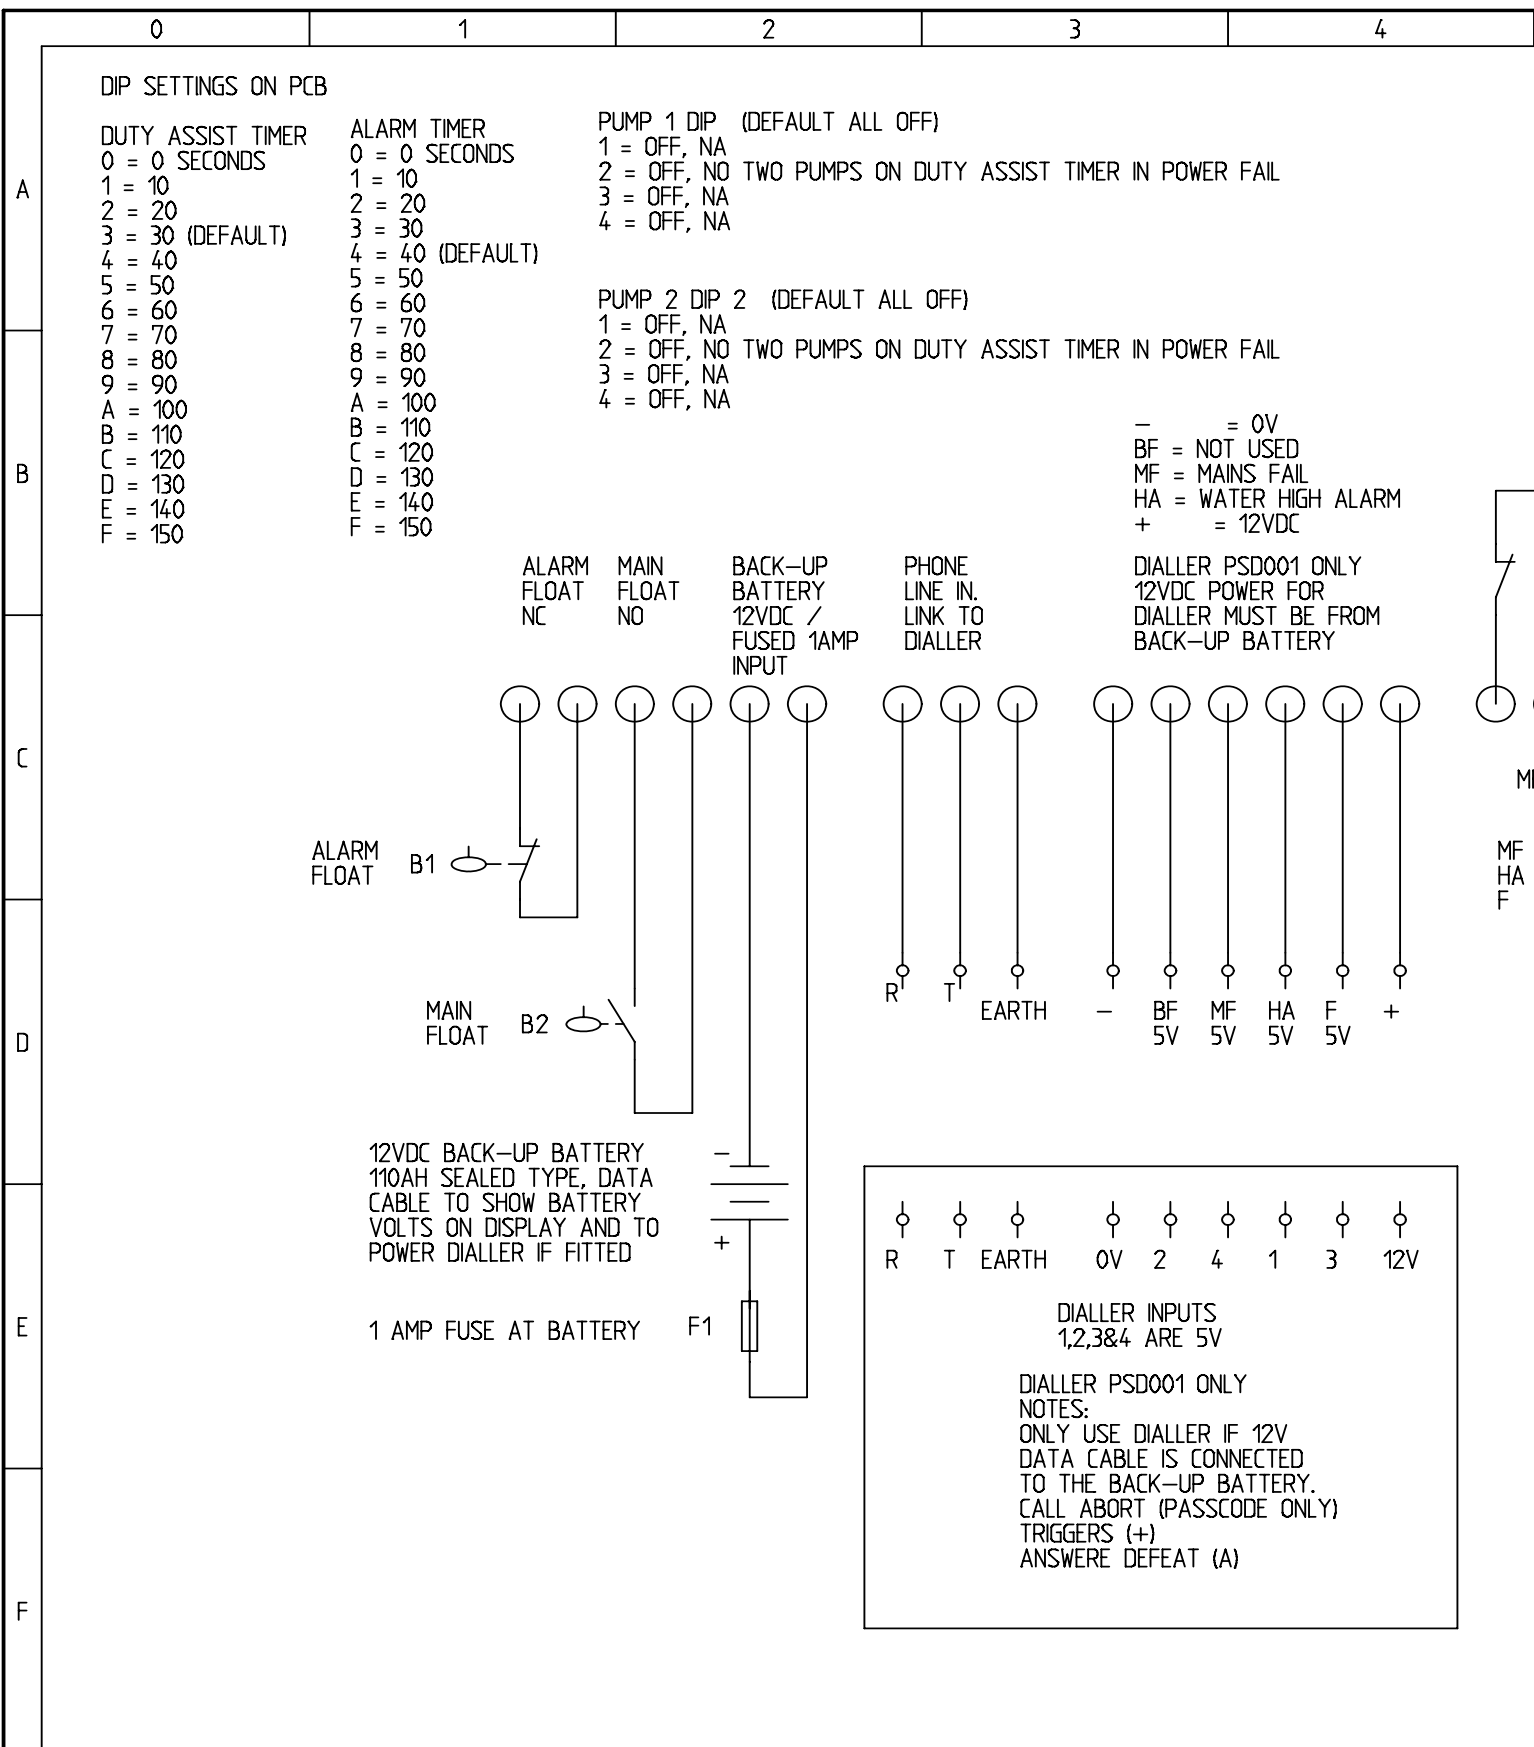 0 1 2 3 4
A
B
C
D
E
F
DIP SETTINGS ON PCB
DUTY ASSIST TIMER
0 = 0 SECONDS
1 = 10
2 = 20
3 = 30 (DEFAULT)
4 = 40
5 = 50
6 = 60
7 = 70
8 = 80
9 = 90
A = 100
B = 110
C = 120
D = 130
E = 140
F = 150
ALARM TIMER
0 = 0 SECONDS
1 = 10
2 = 20
3 = 30
4 = 40 (DEFAULT)
5 = 50
6 = 60
7 = 70
8 = 80
9 = 90
A = 100
B = 110
C = 120
D = 130
E = 140
F = 150
PUMP 1 DIP (DEFAULT ALL OFF)
1 = OFF, NA
2 = OFF, NO TWO PUMPS ON DUTY ASSIST TIMER IN POWER FAIL
3 = OFF, NA
4 = OFF, NA
PUMP 2 DIP 2 (DEFAULT ALL OFF)
1 = OFF, NA
2 = OFF, NO TWO PUMPS ON DUTY ASSIST TIMER IN POWER FAIL
3 = OFF, NA
4 = OFF, NA
– = 0V
BF = NOT USED
MF = MAINS FAIL
HA = WATER HIGH ALARM
+ = 12VDC
ALARM
FLOAT
NC
MAIN
FLOAT
NO
BACK–UP
BATTERY
12VDC /
FUSED 1AMP
INPUT
PHONE
LINE IN.
LINK TO
DIALLER
DIALLER PSD001 ONLY
12VDC POWER FOR
DIALLER MUST BE FROM
BACK–UP BATTERY
ALARM
FLOAT
B1
MAIN
FLOAT
B2
R T EARTH – BF MF HA F +
5V 5V 5V 5V
MF
HA
F
12VDC BACK–UP BATTERY
110AH SEALED TYPE, DATA
CABLE TO SHOW BATTERY
VOLTS ON DISPLAY AND TO
POWER DIALLER IF FITTED
–
+
1 AMP FUSE AT BATTERY
F1
R T EARTH 0V 2 4 1 3 12V
DIALLER INPUTS
1,2,3&4 ARE 5V
DIALLER PSD001 ONLY
NOTES:
ONLY USE DIALLER IF 12V
DATA CABLE IS CONNECTED
TO THE BACK–UP BATTERY.
CALL ABORT (PASSCODE ONLY)
TRIGGERS (+)
ANSWERE DEFEAT (A)